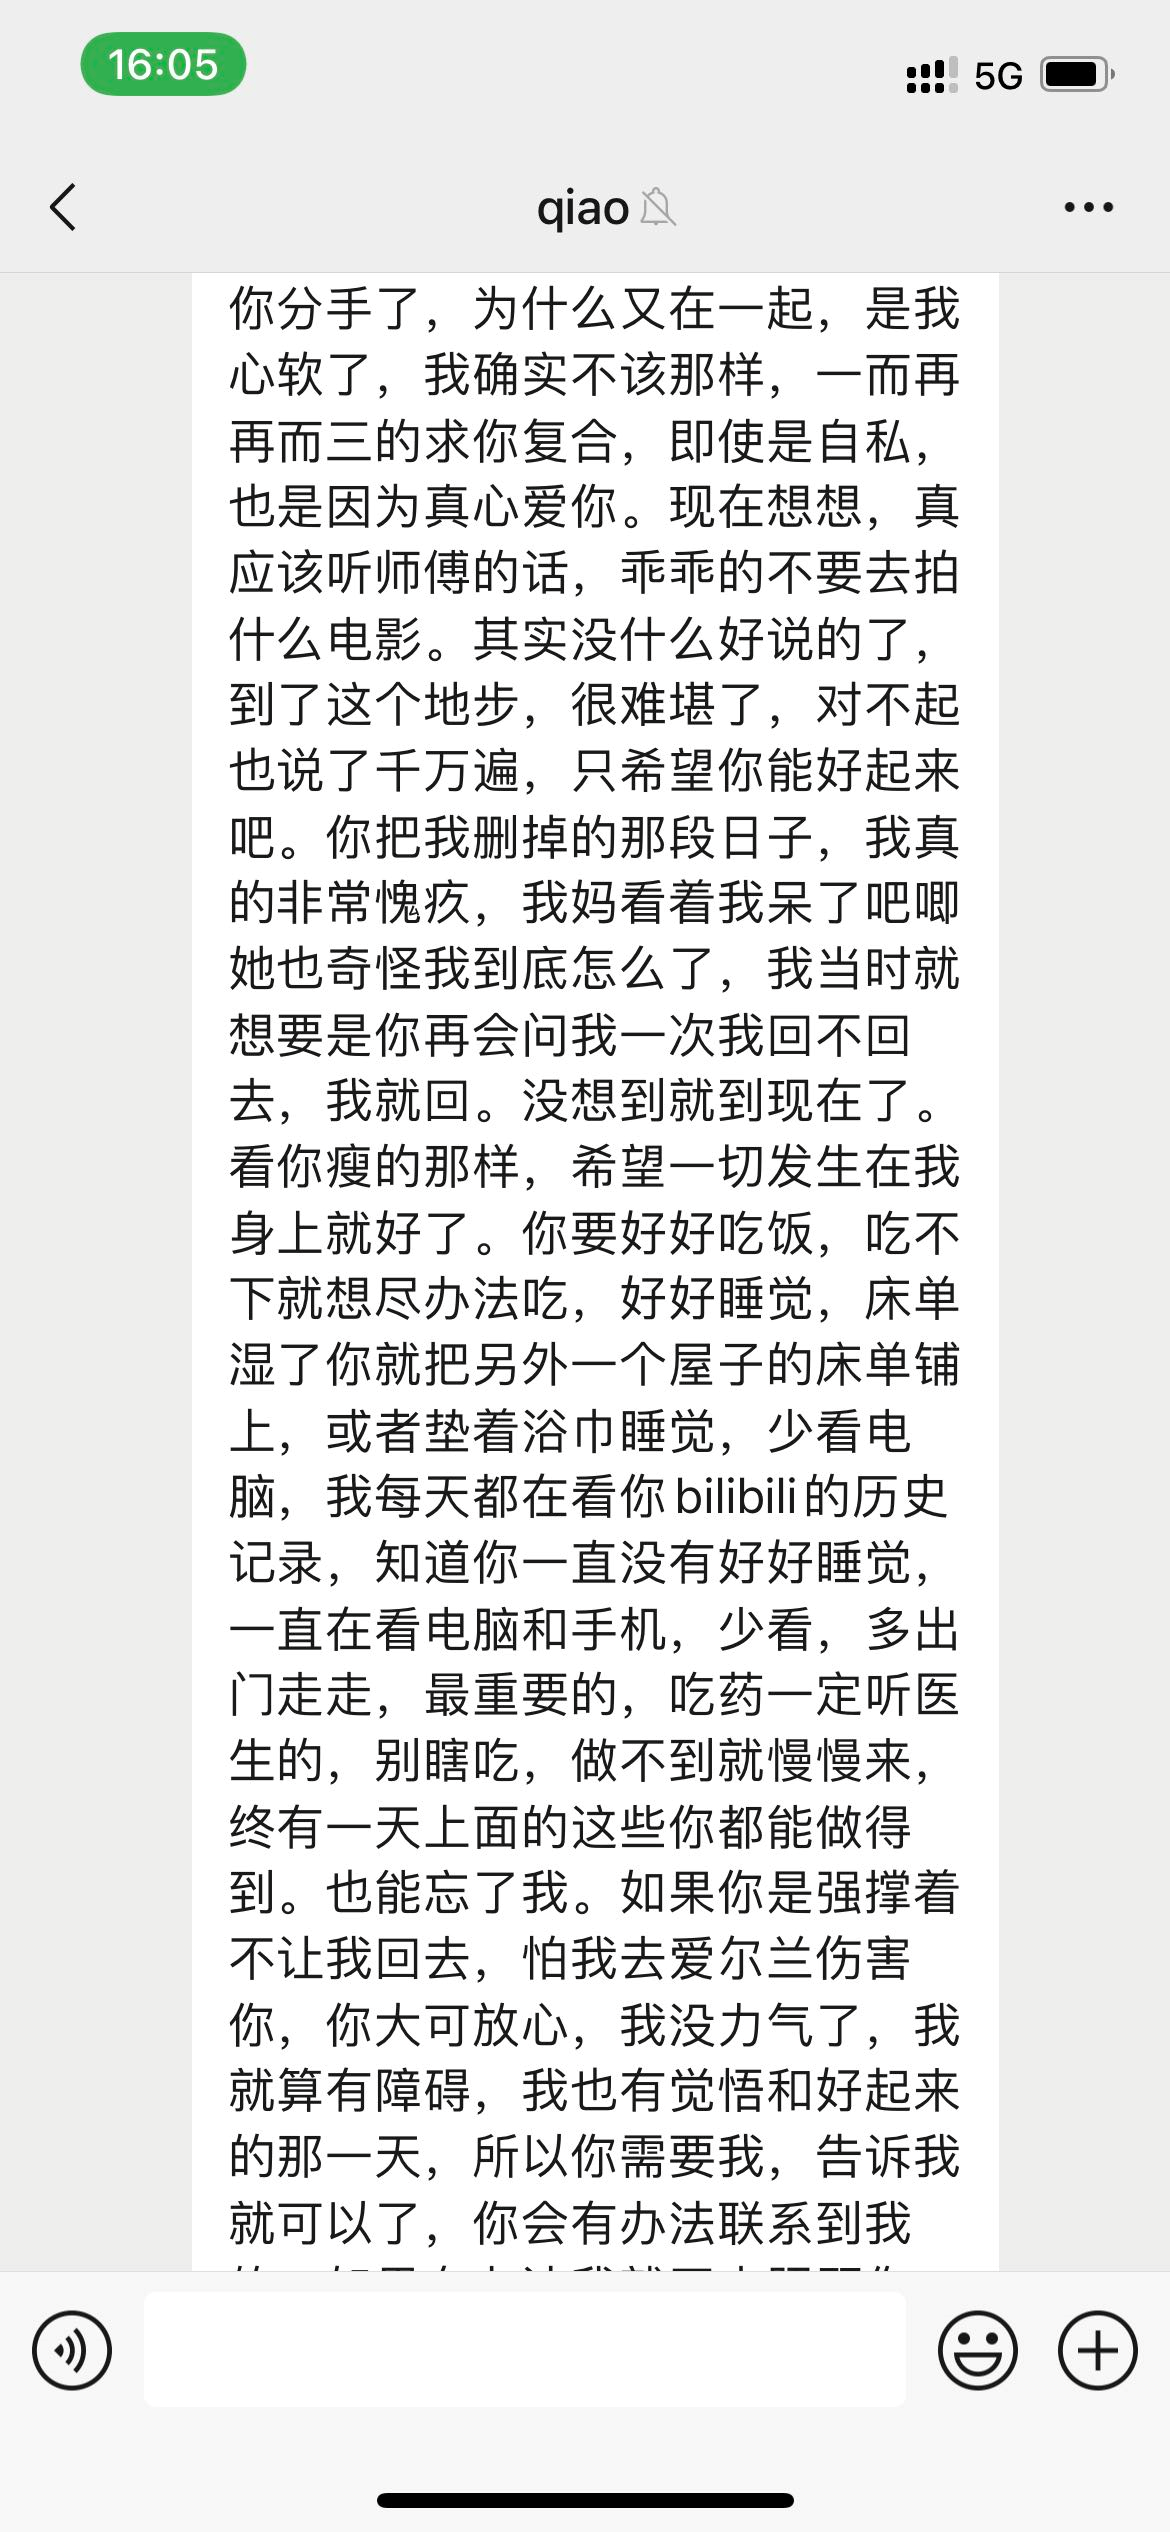 16:05
5G
qiao
你分手了，为什么又在一起，是我
心软了，我确实不该那样，一而再
再而三的求你复合，即使是自私，
也是因为真心爱你。现在想想，真
应该听师傅的话，乖乖的不要去拍
什么电影。其实没什么好说的了，
到了这个地步，很难堪了，对不起
也说了千万遍，只希望你能好起来
吧。你把我删掉的那段日子，我真
的非常愧疚，我妈看着我呆了吧唧
她也奇怪我到底怎么了，我当时就
想要是你再会问我一次我回不回
去，我就回。没想到就到现在了。
看你瘦的那样，希望一切发生在我
身上就好了。你要好好吃饭，吃不
下就想尽办法吃，好好睡觉，床单
湿了你就把另外一个屋子的床单铺
上，或者垫着浴巾睡觉，少看电
脑，我每天都在看你bilibili的历史
记录，知道你一直没有好好睡觉，
一直在看电脑和手机，少看，多出
门走走，最重要的，吃药一定听医
生的，别瞎吃，做不到就慢慢来，
终有一天上面的这些你都能做得
到。也能忘了我。如果你是强撑着
不让我回去，怕我去爱尔兰伤害
你，你大可放心，我没力气了，我
就算有障碍，我也有觉悟和好起来
的那一天，所以你需要我，告诉我
就可以了，你会有办法联系到我